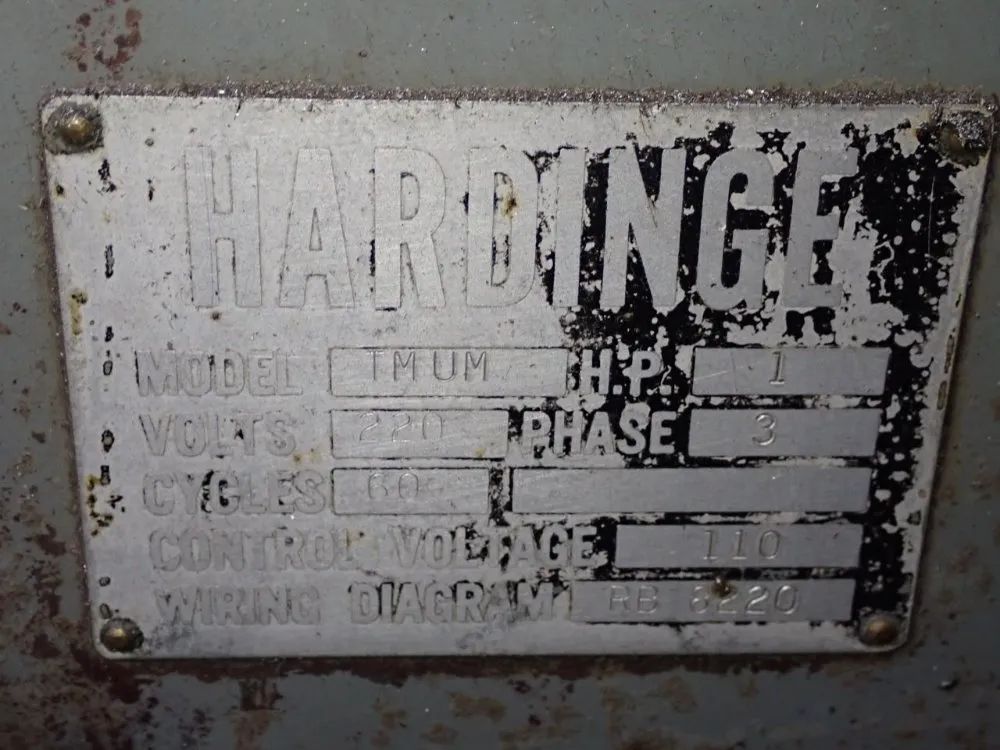 HARDINGE
MODEL TMUM H.P. 1
VOLTS 220 PHASE 3
CYCLES 60
CONTROL VOLTAGE 110
WIRING DIAGRAM RB 8220